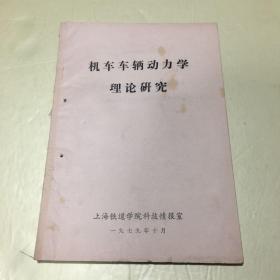 机车车辆动力学
理论研究
上海铁道学院科技情报室
一九七九年十月